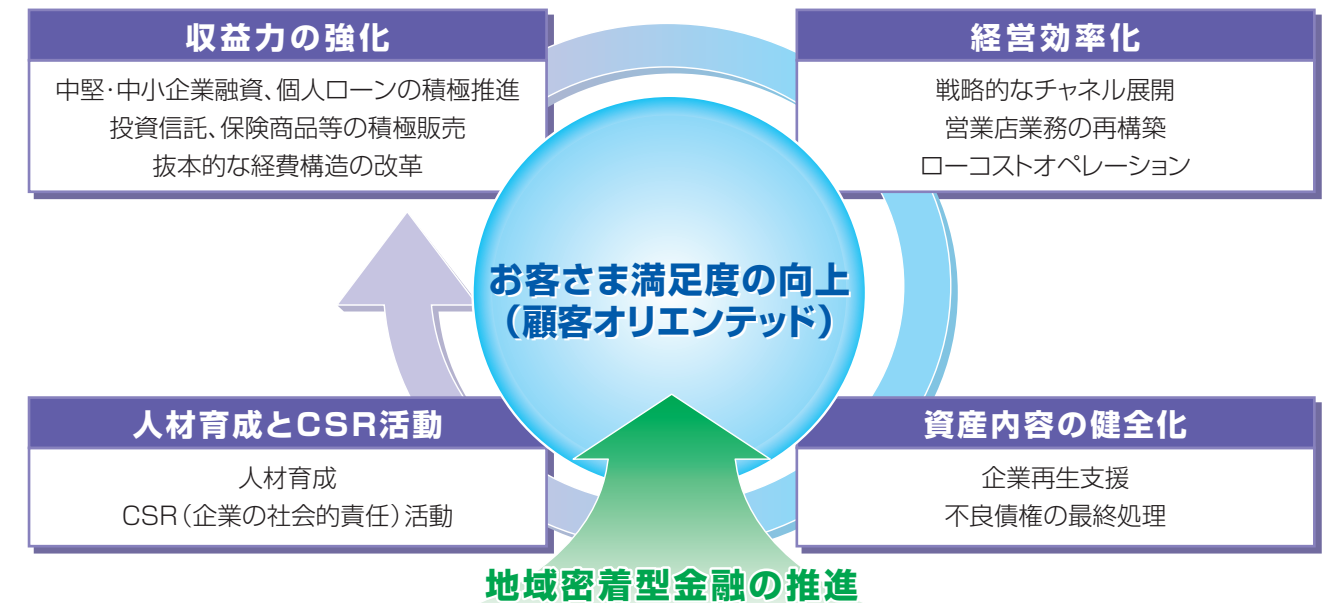 収益力の強化
中堅・中小企業融資、個人ローンの積極推進
投資信託、保険商品等の積極販売
抜本的な経費構造の改革
経営効率化
戦略的なチャネル展開
営業店業務の再構築
ローコストオペレーション
お客さま満足度の向上
（顧客オリエンテッド）
人材育成とCSR活動
人材育成
CSR（企業の社会的責任）活動
資産内容の健全化
企業再生支援
不良債権の最終処理
地域密着型金融の推進